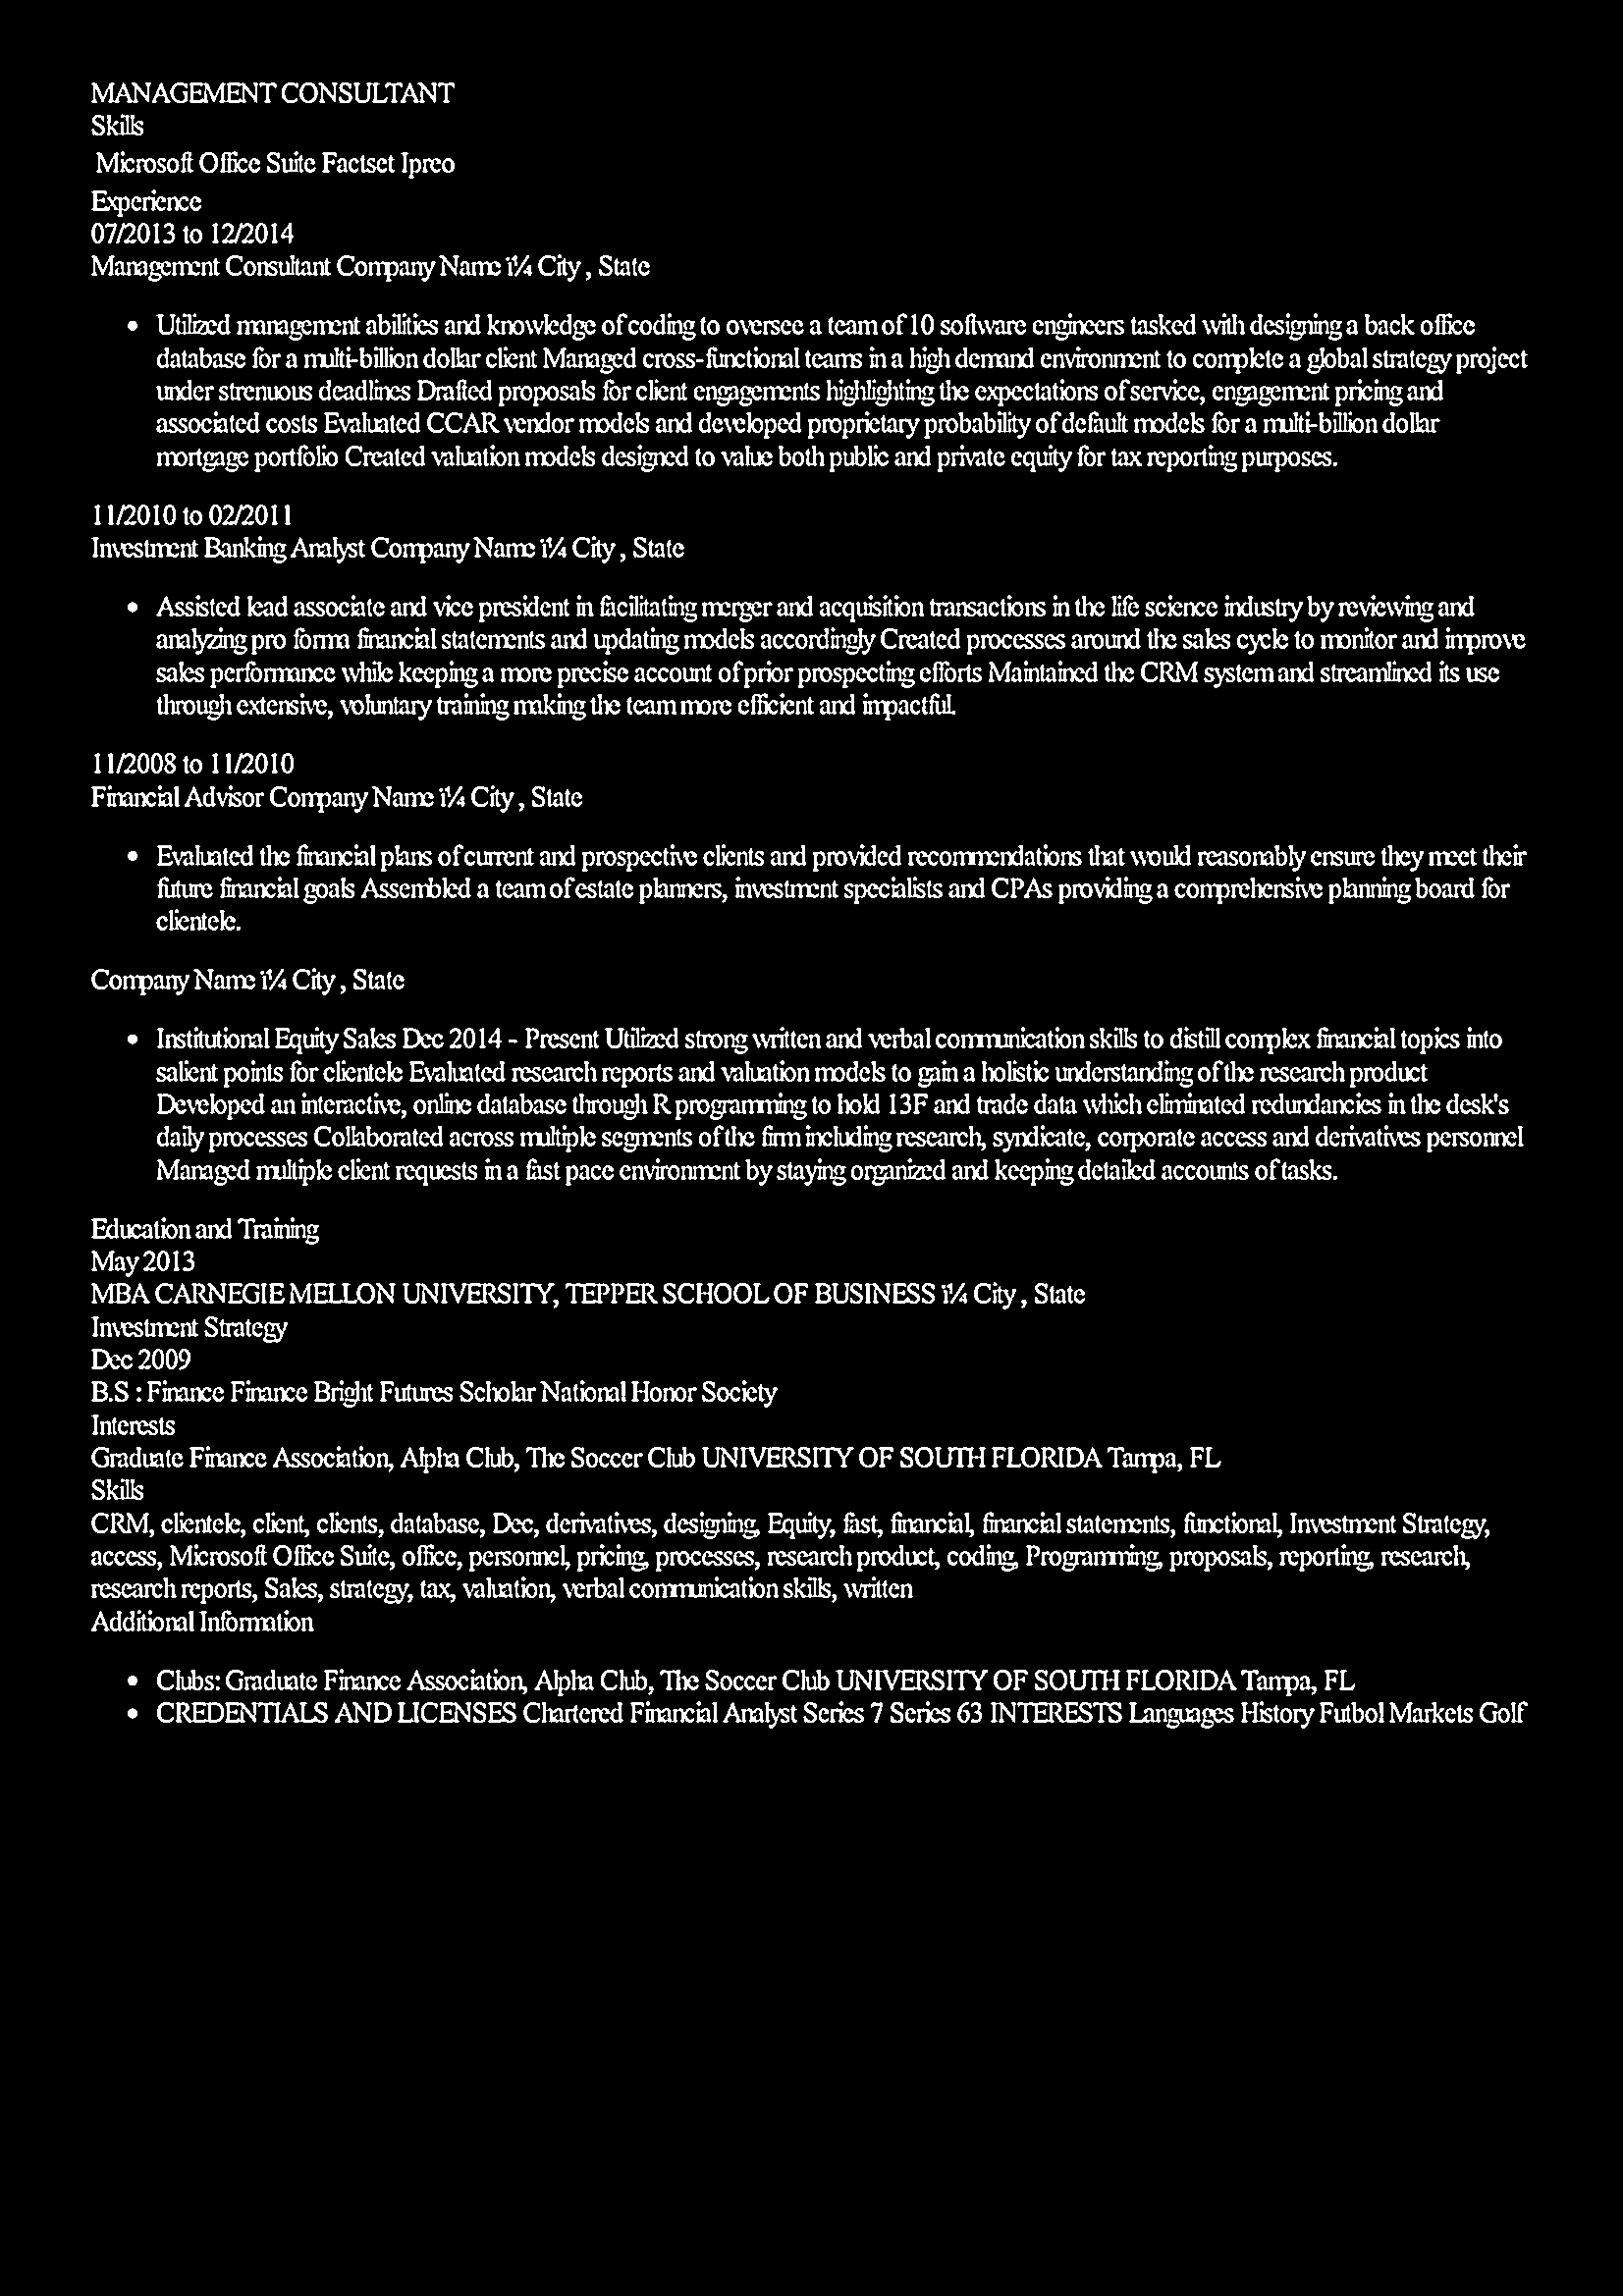 MANAGEMENT CONSULTANT
Skills
Microsoft Office Suite Factset Ipreo
Experience
07/2013 to 12/2014
Management Consultant Company Name ï¼ City , State
• Utilized management abilities and knowledge of coding to oversee a team of 10 software engineers tasked with designing a back office
database for a multi-billion dollar client Managed cross-functional teams in a high demand environment to complete a global strategy project
under strenuous deadlines Drafted proposals for client engagements highlighting the expectations of service, engagement pricing and
associated costs Evaluated CCAR vendor models and developed proprietary probability of default models for a multi-billion dollar
mortgage portfolio Created valuation models designed to value both public and private equity for tax reporting purposes.
11/2010 to 02/2011
Investment Banking Analyst Company Name ï¼ City , State
• Assisted lead associate and vice president in facilitating merger and acquisition transactions in the life science industry by reviewing and
analyzing pro forma financial statements and updating models accordingly Created processes around the sales cycle to monitor and improve
sales performance while keeping a more precise account of prior prospecting efforts Maintained the CRM system and streamlined its use
through extensive, voluntary training making the team more efficient and impactful.
11/2008 to 11/2010
Financial Advisor Company Name ï¼ City , State
• Evaluated the financial plans of current and prospective clients and provided recommendations that would reasonably ensure they meet their
future financial goals Assembled a team of estate planners, investment specialists and CPAs providing a comprehensive planning board for
clientele.
Company Name ï¼ City , State
• Institutional Equity Sales Dec 2014 - Present Utilized strong written and verbal communication skills to distill complex financial topics into
salient points for clientele Evaluated research reports and valuation models to gain a holistic understanding of the research product
Developed an interactive, online database through R programming to hold 13F and trade data which eliminated redundancies in the desk's
daily processes Collaborated across multiple segments of the firm including research, syndicate, corporate access and derivatives personnel
Managed multiple client requests in a fast pace environment by staying organized and keeping detailed accounts of tasks.
Education and Training
May 2013
MBA CARNEGIE MELLON UNIVERSITY, TEPPER SCHOOL OF BUSINESS ï¼ City , State
Investment Strategy
Dec 2009
B.S : Finance Finance Bright Futures Scholar National Honor Society
Interests
Graduate Finance Association, Alpha Club, The Soccer Club UNIVERSITY OF SOUTH FLORIDA Tampa, FL
Skills
CRM, clientele, client, clients, database, Dec, derivatives, designing, Equity, fast, financial, financial statements, functional, Investment Strategy,
access, Microsoft Office Suite, office, personnel, pricing, processes, research product, coding, Programming, proposals, reporting, research,
research reports, Sales, strategy, tax, valuation, verbal communication skills, written
Additional Information
• Clubs: Graduate Finance Association, Alpha Club, The Soccer Club UNIVERSITY OF SOUTH FLORIDA Tampa, FL
• CREDENTIALS AND LICENSES Chartered Financial Analyst Series 7 Series 63 INTERESTS Languages History Futbol Markets Golf